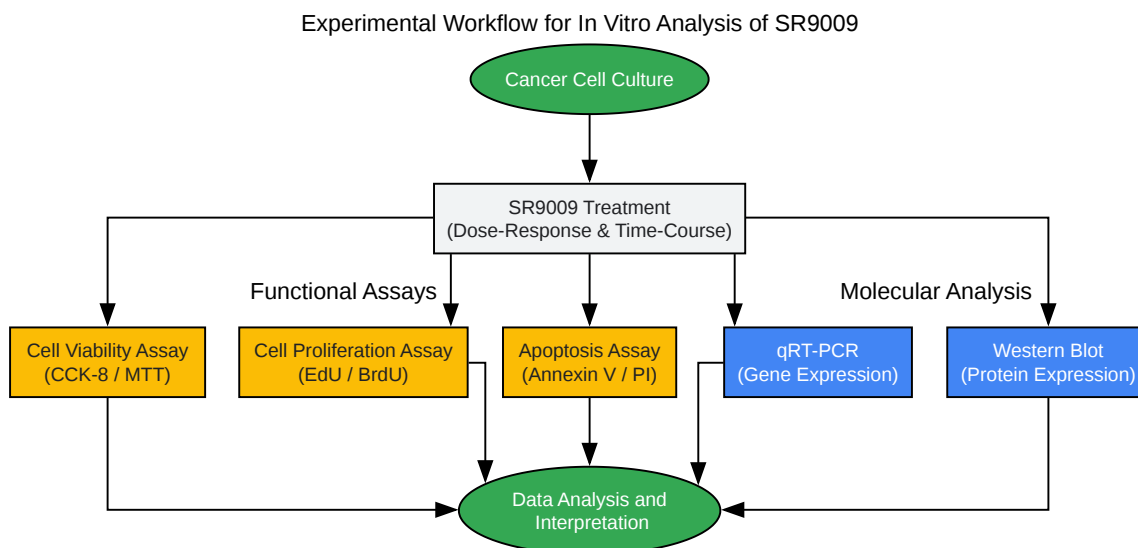 Experimental Workflow for In Vitro Analysis of SR9009
Cancer Cell Culture
SR9009 Treatment
(Dose-Response & Time-Course)
Functional Assays
Molecular Analysis
Cell Viability Assay
(CCK-8 / MTT)
Cell Proliferation Assay
(EdU / BrdU)
Apoptosis Assay
(Annexin V / PI)
qRT-PCR
(Gene Expression)
Western Blot
(Protein Expression)
Data Analysis and
Interpretation